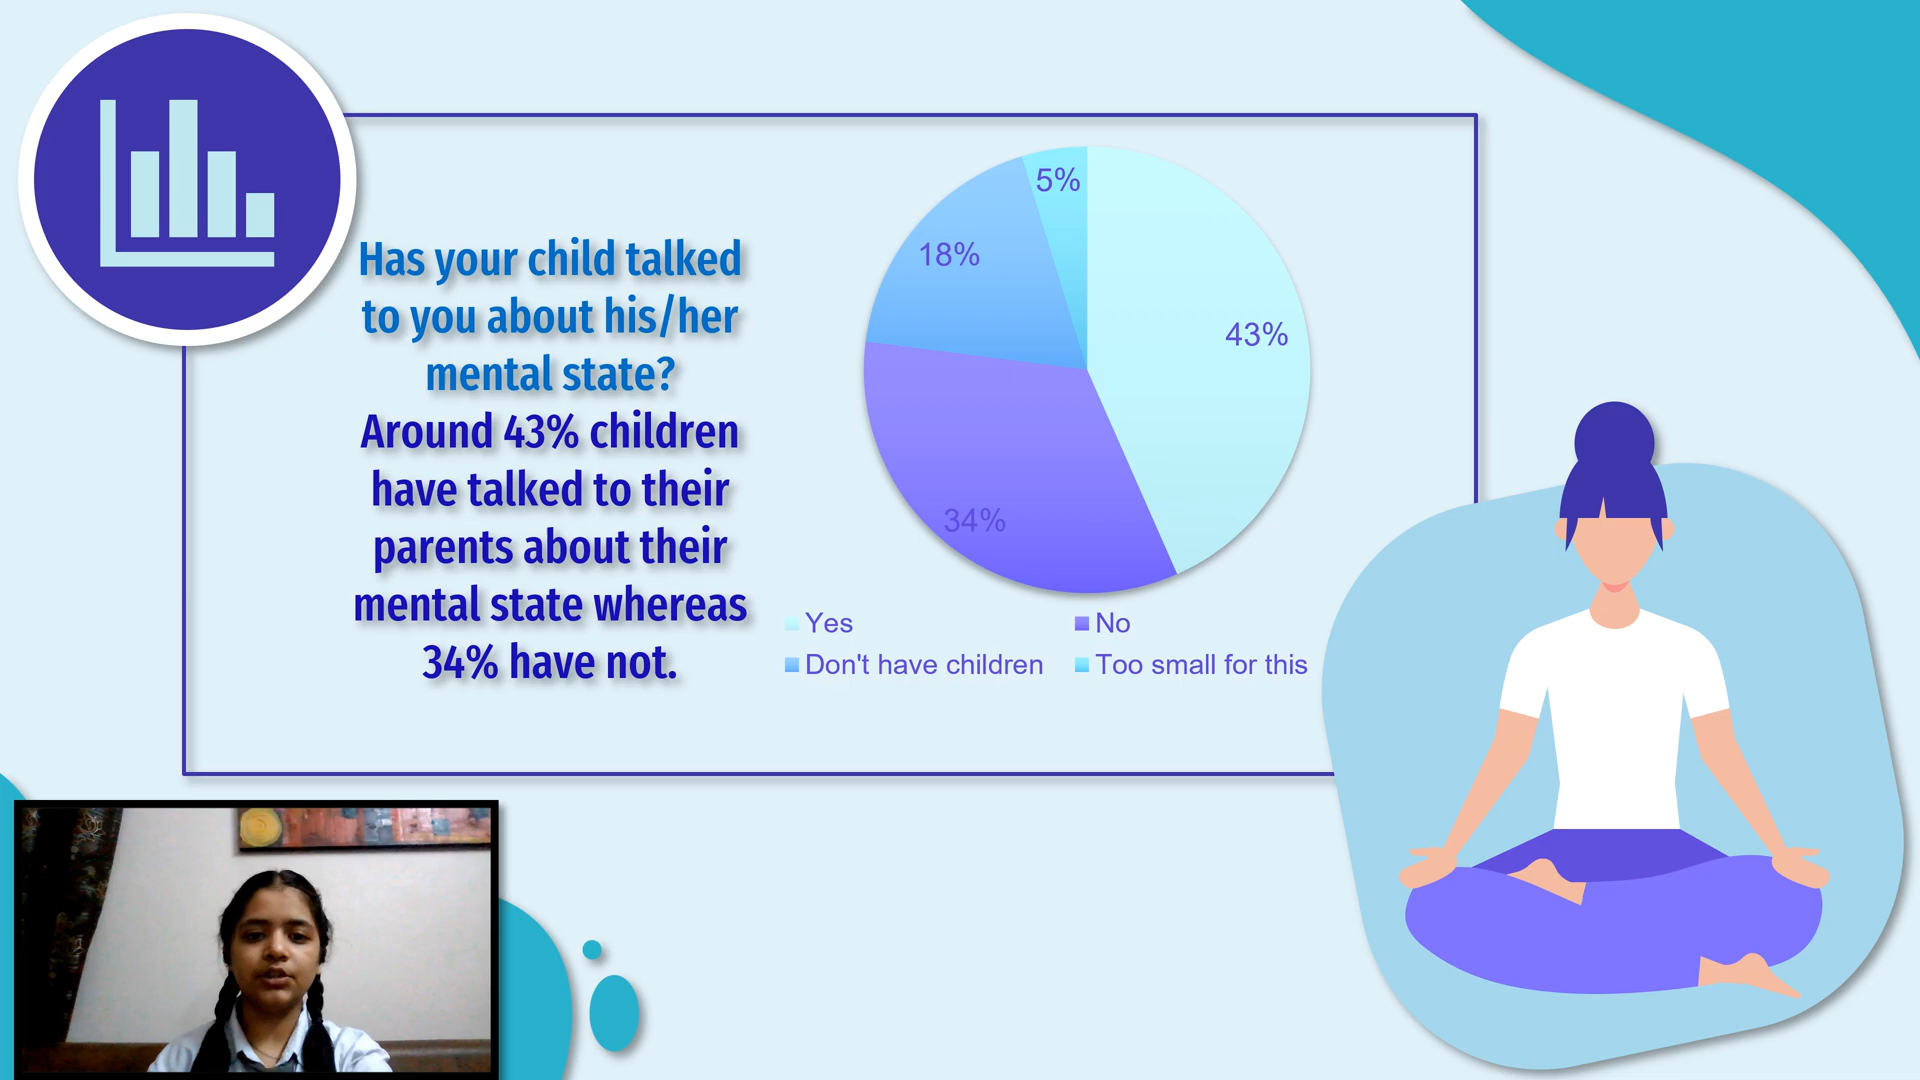 Has your child talked
to you about his/her
mental state?
Around 43% children
have talked to their
parents about their
mental state whereas
34% have not.
5%
18%
43%
34%
Yes
No
Don't have children
Too small for this